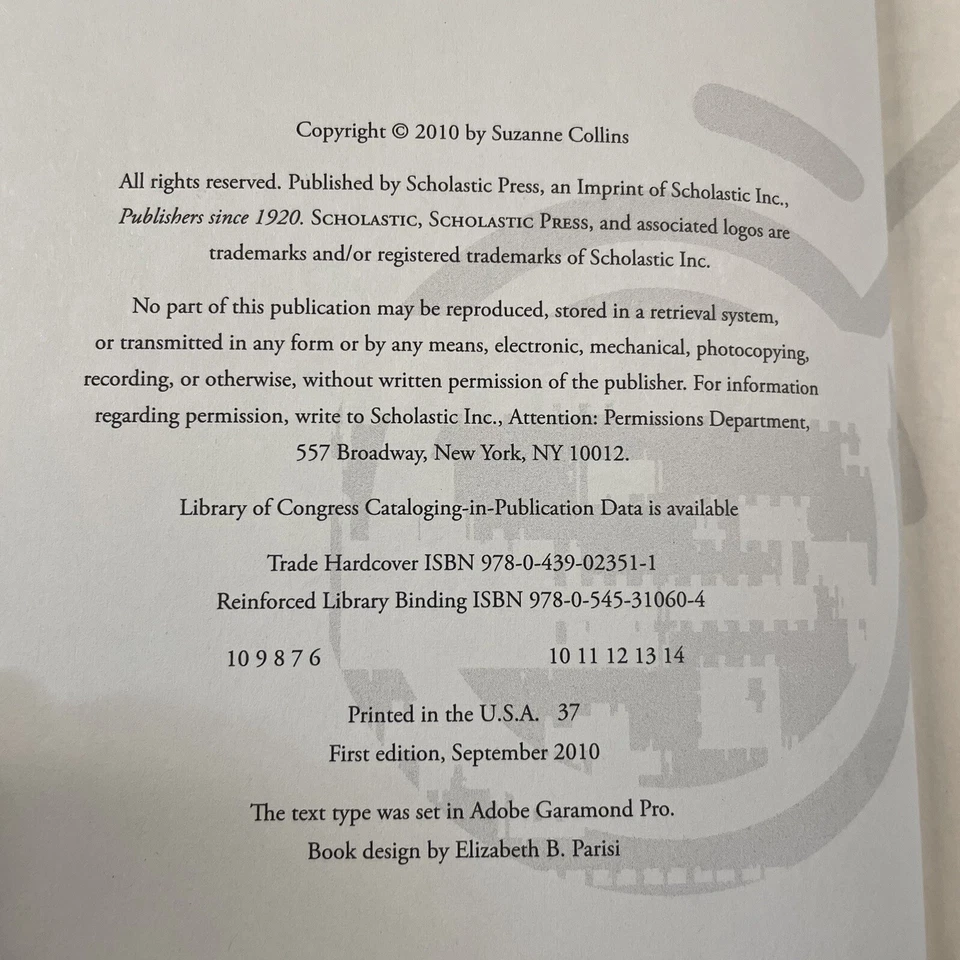 Copyright © 2010 by Suzanne Collins
All rights reserved. Published by Scholastic Press, an Imprint of Scholastic Inc.,
Publishers since 1920. SCHOLASTIC, SCHOLASTIC PRESS, and associated logos are
trademarks and/or registered trademarks of Scholastic Inc.
No part of this publication may be reproduced, stored in a retrieval system,
or transmitted in any form or by any means, electronic, mechanical, photocopying,
recording, or otherwise, without written permission of the publisher. For information
regarding permission, write to Scholastic Inc., Attention: Permissions Department,
557 Broadway, New York, NY 10012.
Library of Congress Cataloging-in-Publication Data is available
Trade Hardcover ISBN 978-0-439-02351-1
Reinforced Library Binding ISBN 978-0-545-31060-4
10 9 8 7 6 10 11 12 13 14
Printed in the U.S.A. 37
First edition, September 2010
The text type was set in Adobe Garamond Pro.
Book design by Elizabeth B. Parisi